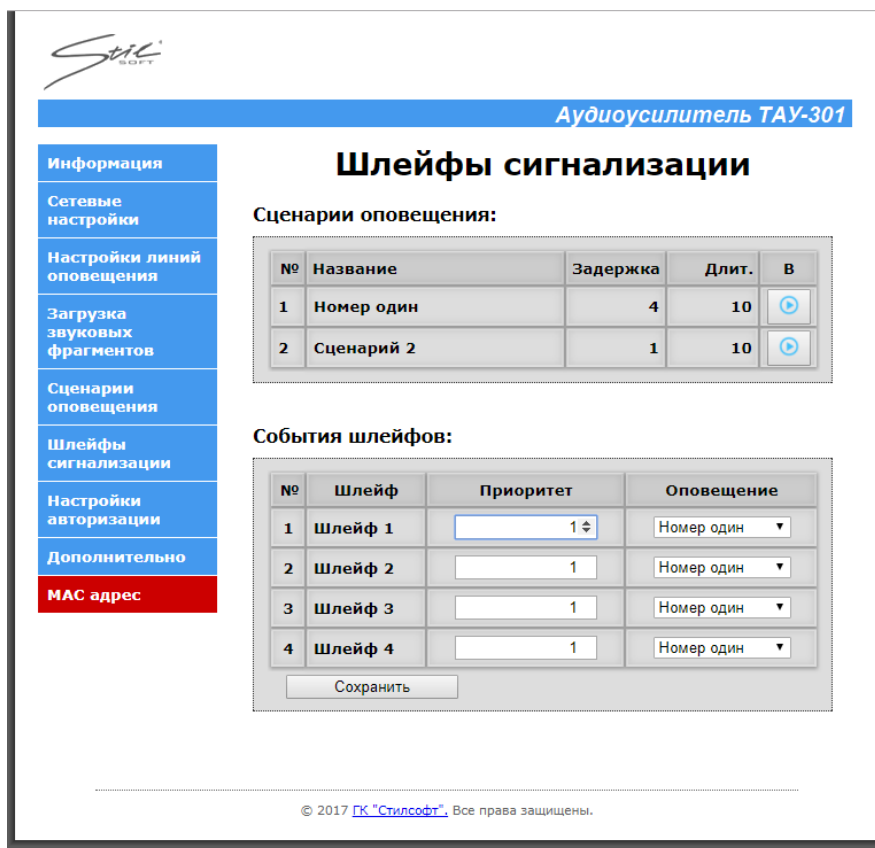 Stil
SOFT
Аудиоусилитель ТАУ-301
Информация
Сетевые
настройки
Настройки линий
оповещения
Загрузка
звуковых
фрагментов
Сценарии
оповещения
Шлейфы
сигнализации
Настройки
авторизации
Дополнительно
MAC адрес
Шлейфы сигнализации
Сценарии оповещения:
№ Название Задержка Длит. В
1 Номер один 4 10
2 Сценарий 2 1 10
События шлейфов:
№ Шлейф Приоритет Оповещение
1 Шлейф 1 1 Номер один
2 Шлейф 2 1 Номер один
3 Шлейф 3 1 Номер один
4 Шлейф 4 1 Номер один
Сохранить
© 2017 ГК "Стилсофт". Все права защищены.